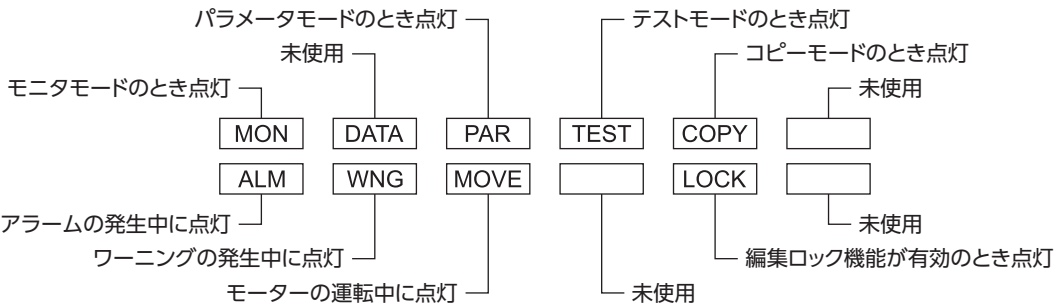 パラメータモードのとき点灯 テストモードのとき点灯
未使用 コピーモードのとき点灯
モニタモードのとき点灯 未使用
MON DATA PAR TEST COPY
ALM WNG MOVE LOCK
アラームの発生中に点灯 未使用
ワーニングの発生中に点灯 編集ロック機能が有効のとき点灯
モーターの運転中に点灯 未使用